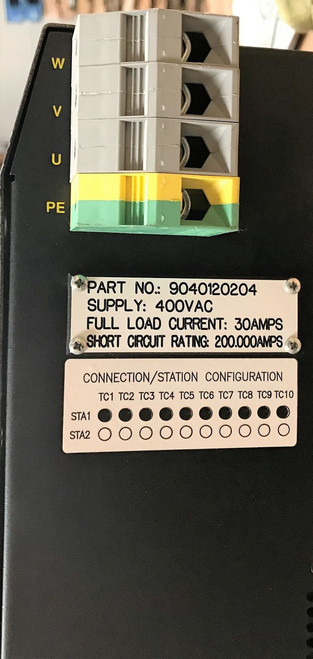 W
V
U
PE
PART NO.: 9040120204
SUPPLY: 400VAC
FULL LOAD CURRENT: 30AMPS
SHORT CIRCUIT RATING: 200.000AMPS
CONNECTION/STATION CONFIGURATION
TC1 TC2 TC3 TC4 TC5 TC6 TC7 TC8 TC9 TC10
STA1
STA2